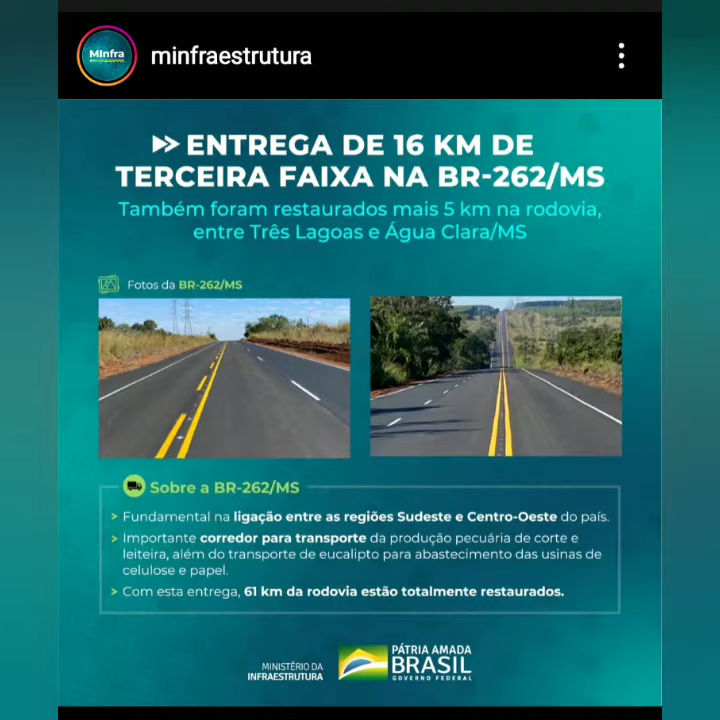 MInfra
minfraestrutura
ENTREGA DE 16 KM DE
TERCEIRA FAIXA NA BR-262/MS
Também foram restaurados mais 5 km na rodovia,
entre Três Lagoas e Água Clara/MS
Fotos da BR-262/MS
Sobre a BR-262/MS
> Fundamental na ligação entre as regiões Sudeste e Centro-Oeste do país.
> Importante corredor para transporte da produção pecuária de corte e
leiteira, além do transporte de eucalipto para abastecimento das usinas de
celulose e papel.
> Com esta entrega, 61 km da rodovia estão totalmente restaurados.
MINISTÉRIO DA
INFRAESTRUTURA
PÁTRIA AMADA
BRASIL
GOVERNO FEDERAL